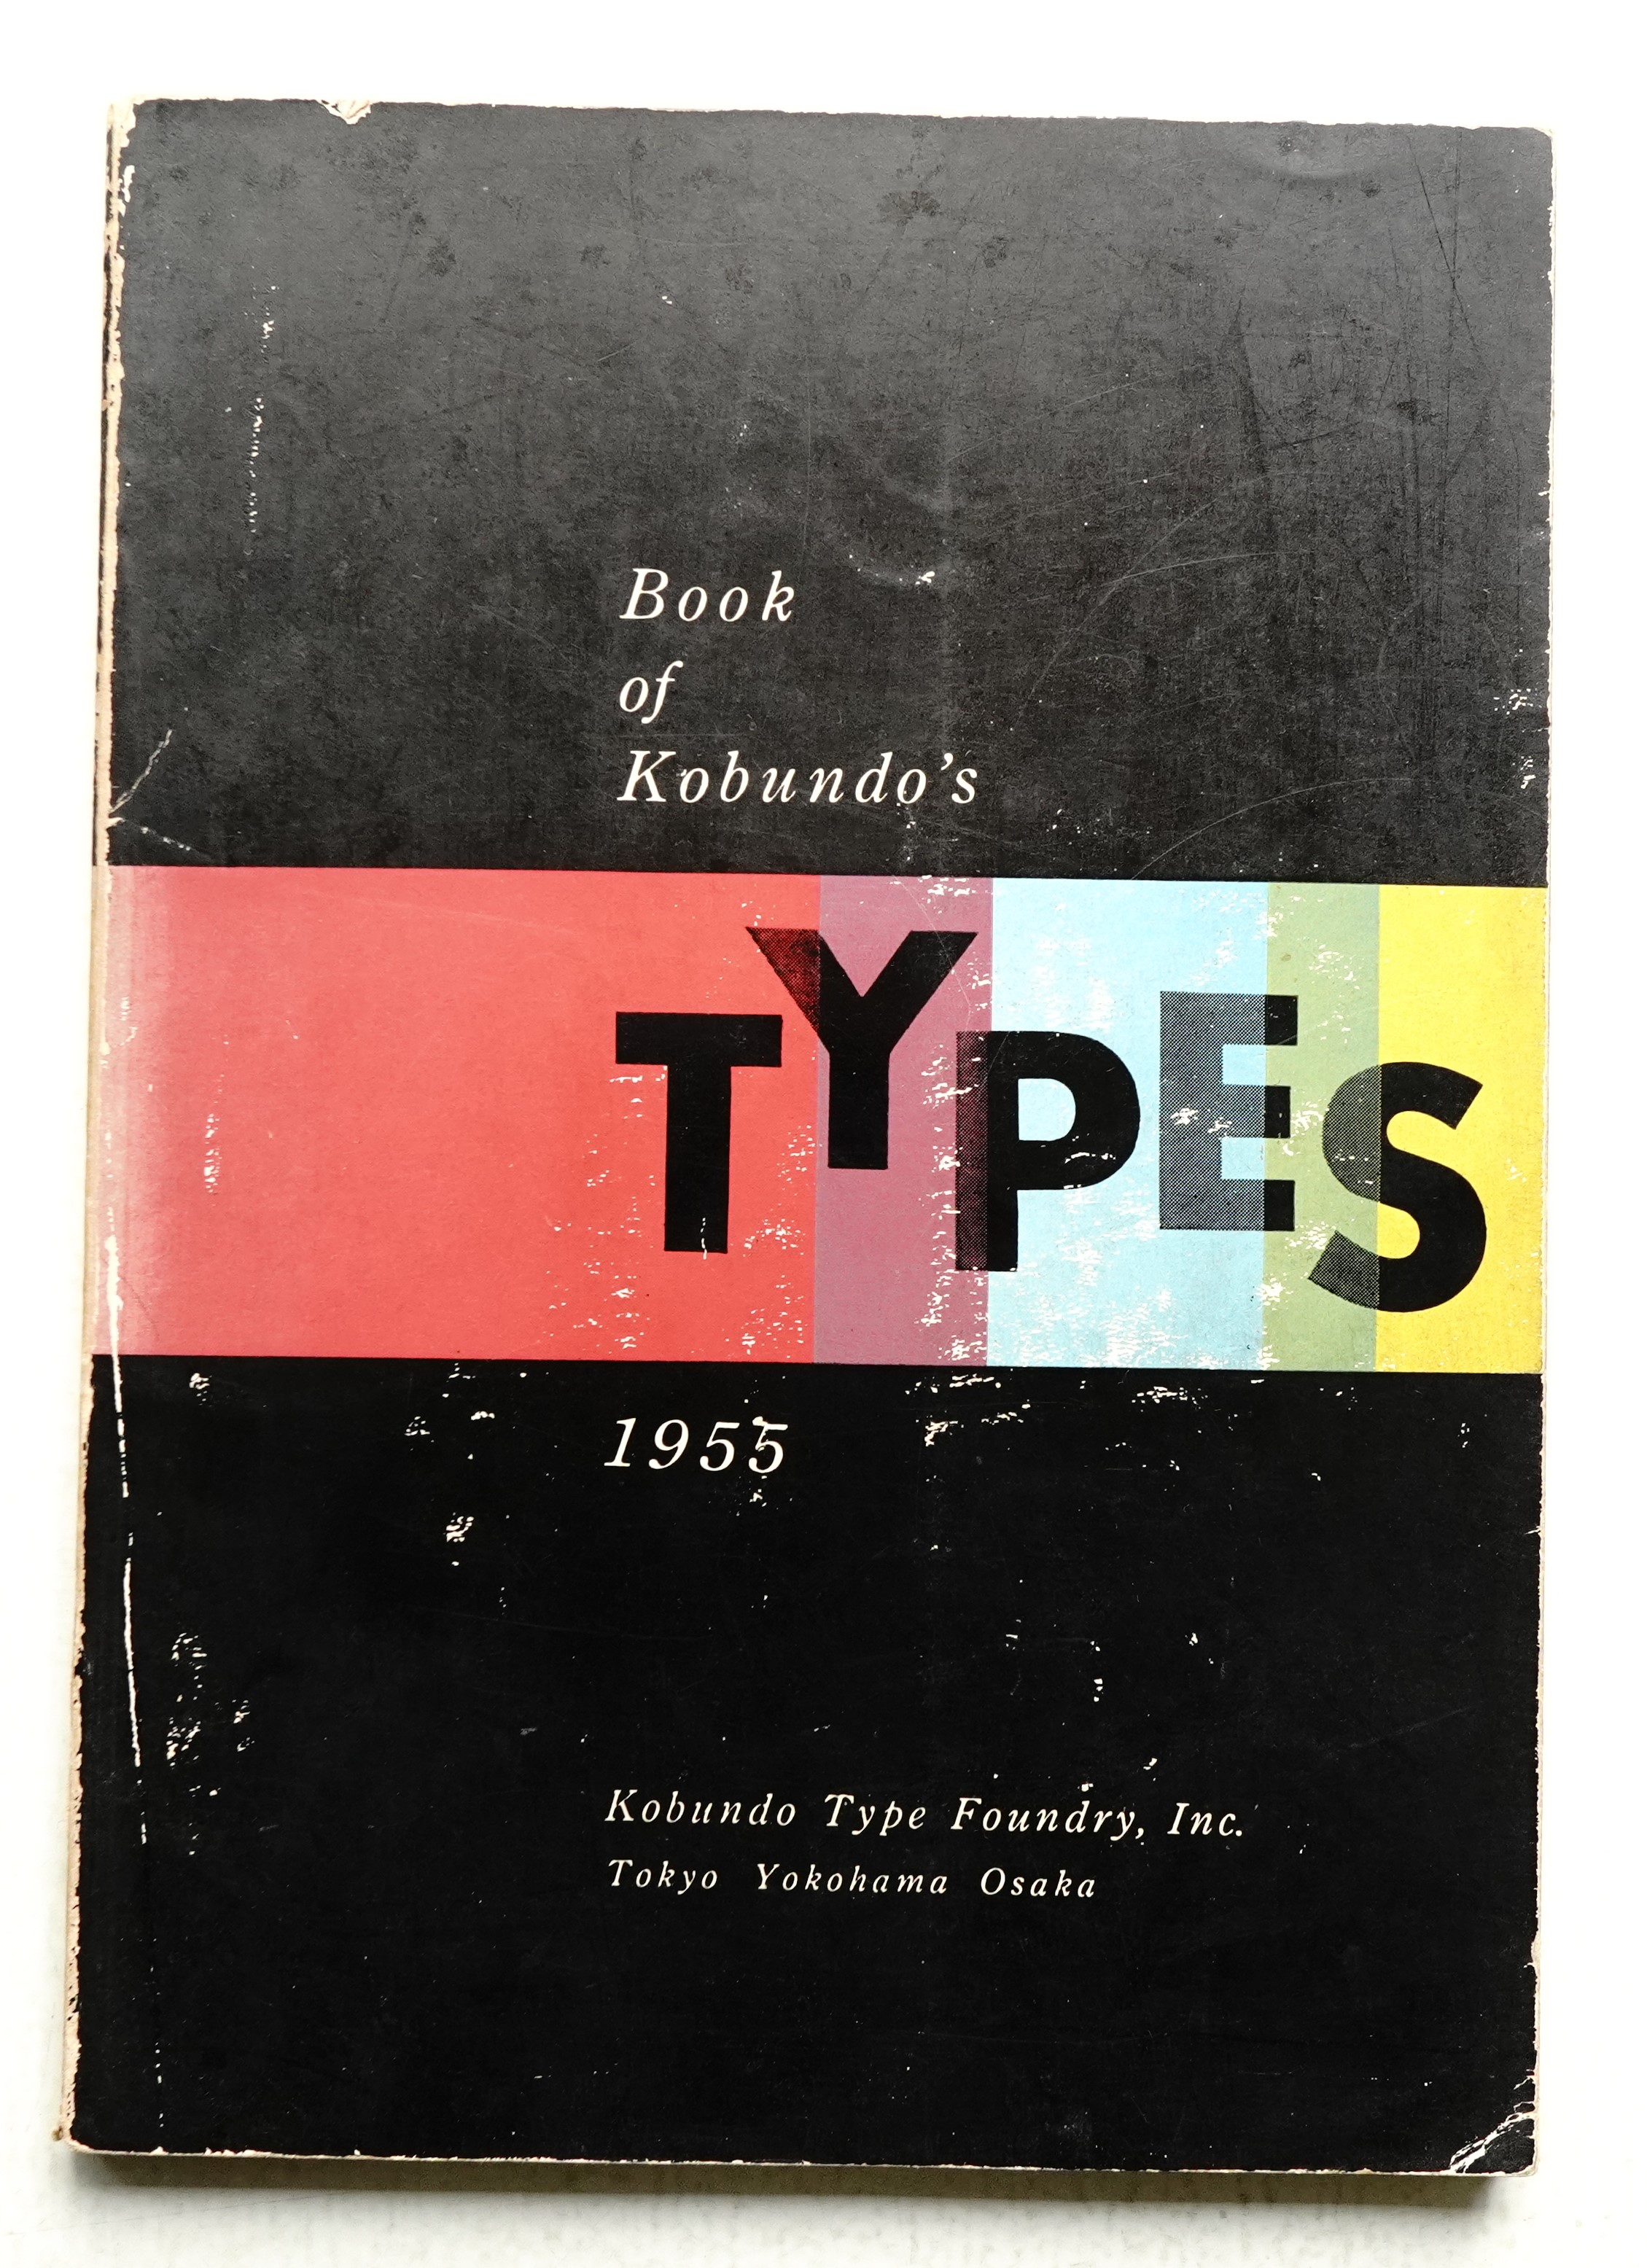 Book
of
Kobundo's
TYPES
1955
Kobundo Type Foundry, Inc.
Tokyo Yokohama Osaka